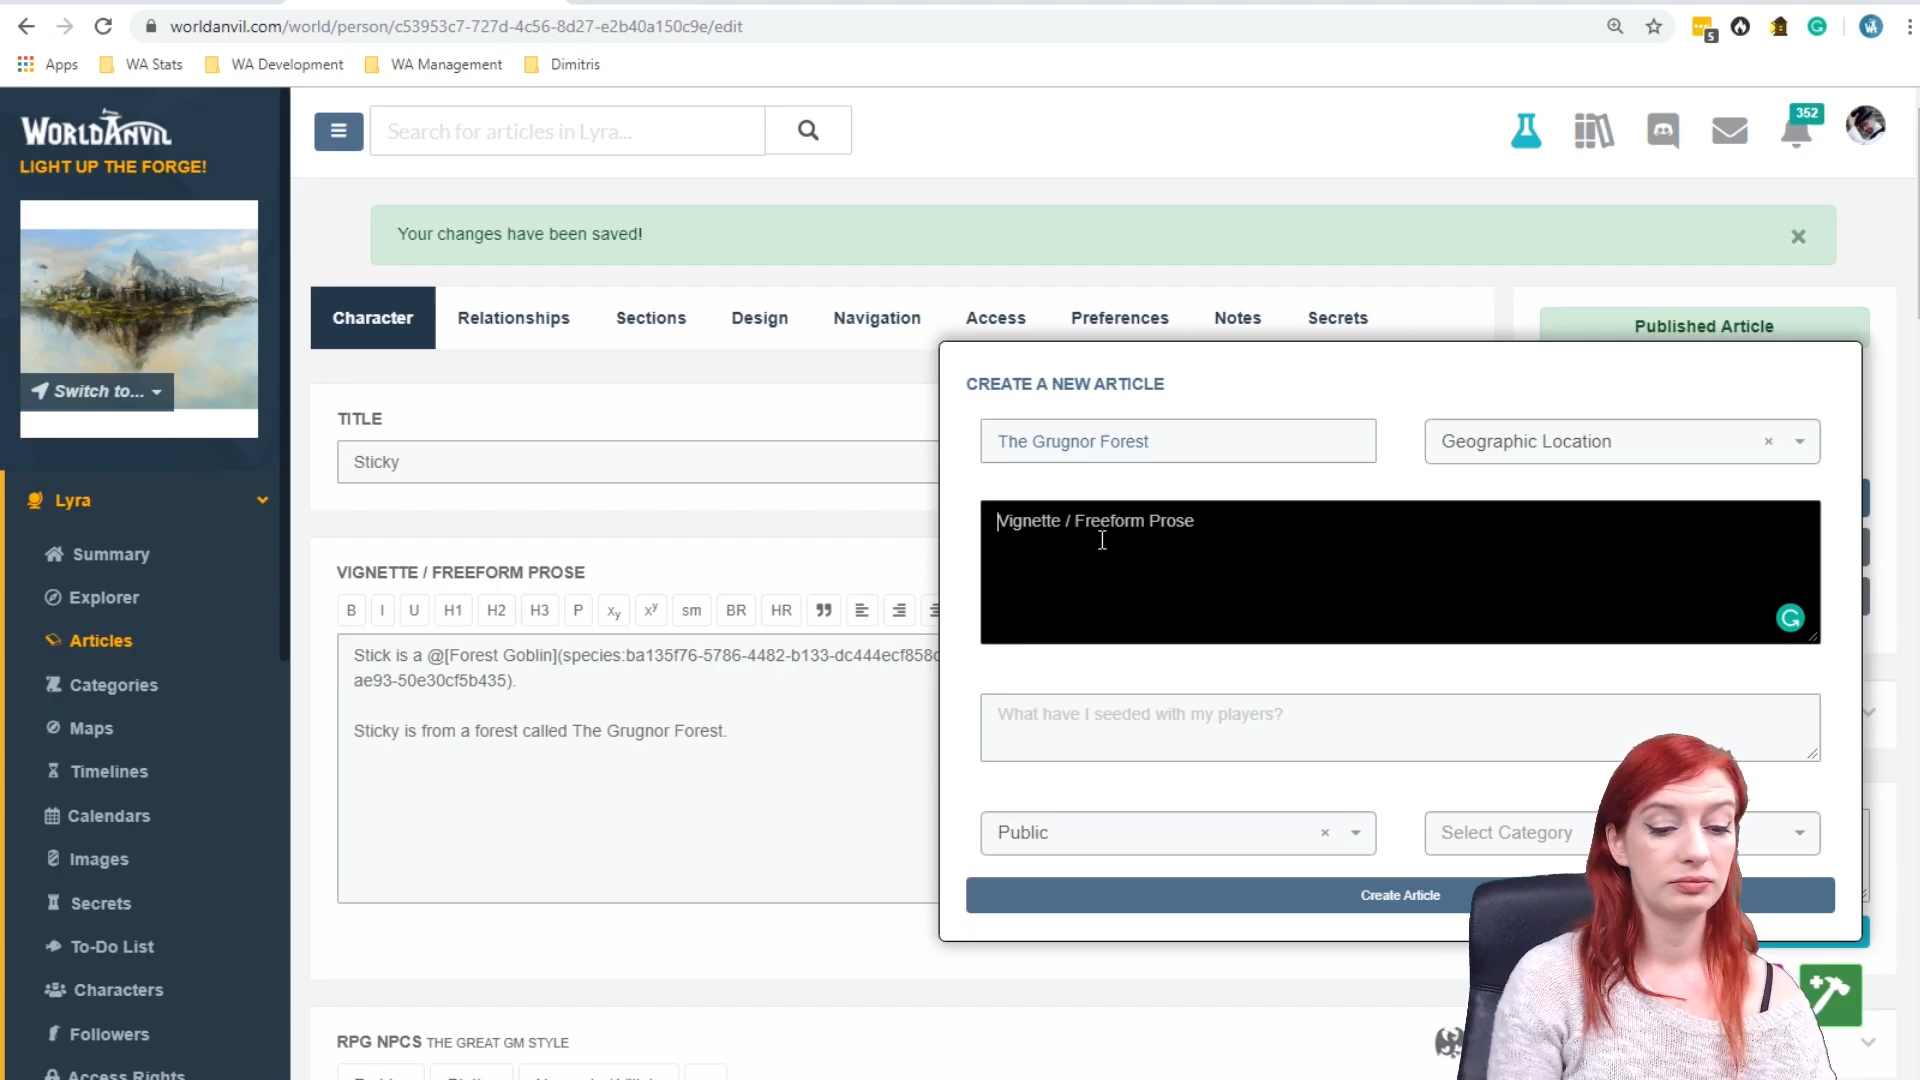 worldanvil.com/world/person/c53953c7-727d-4c56-8d27-e2b40a150c9e/edit
5
Apps
WA Stats
WA Development
WA Management
Dimitris
WORLDANVIL
LIGHT UP THE FORGE!
Search for articles in Lyra...
352
Switch to...
Your changes have been saved!
Character
Relationships
Sections
Design
Navigation
Access
Preferences
Notes
Secrets
Published Article
TITLE
Sticky
CREATE A NEW ARTICLE
The Grugnor Forest
Geographic Location
Vignette / Freeform Prose
What have I seeded with my players?
Public
Select Category
Create Article
VIGNETTE / FREEFORM PROSE
B I U H1 H2 H3 P xy xy sm BR HR
Stick is a @[Forest Goblin](species:ba135f76-5786-4482-b133-dc444ecf858c
ae93-50e30cf5b435).
Sticky is from a forest called The Grugnor Forest.
RPG NPCS THE GREAT GM STYLE
Lyra
Summary
Explorer
Articles
Categories
Maps
Timelines
Calendars
Images
Secrets
To-Do List
Characters
Followers
Access Rights